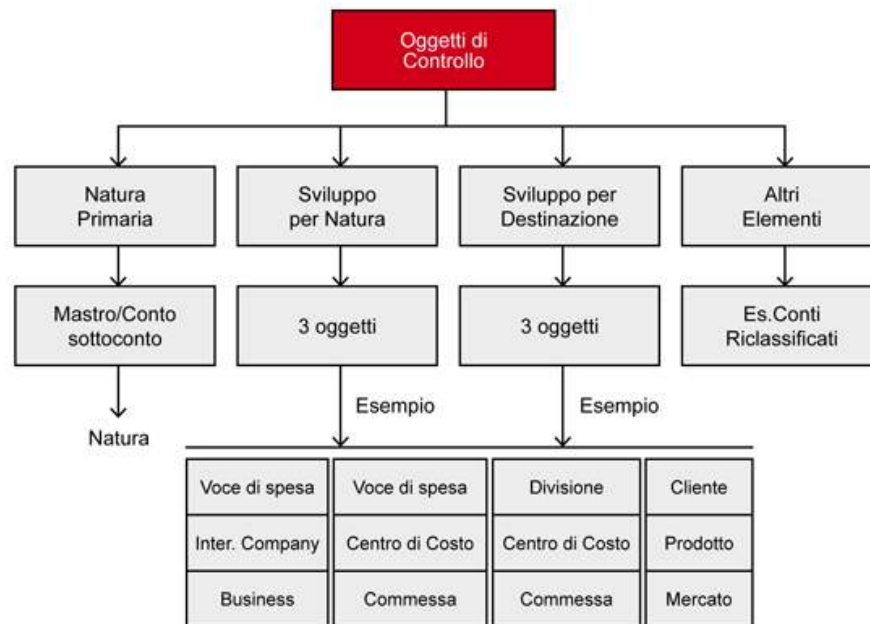 Oggetti di
Controllo
Natura
Primaria
Sviluppo
per Natura
Sviluppo per
Destinazione
Altri
Elementi
Mastro/Conto
sottoconto
3 oggetti
3 oggetti
Es.Conti
Riclassificati
Natura
Esempio
Esempio
Voce di spesa
Voce di spesa
Divisione
Cliente
Inter. Company
Centro di Costo
Centro di Costo
Prodotto
Business
Commessa
Commessa
Mercato